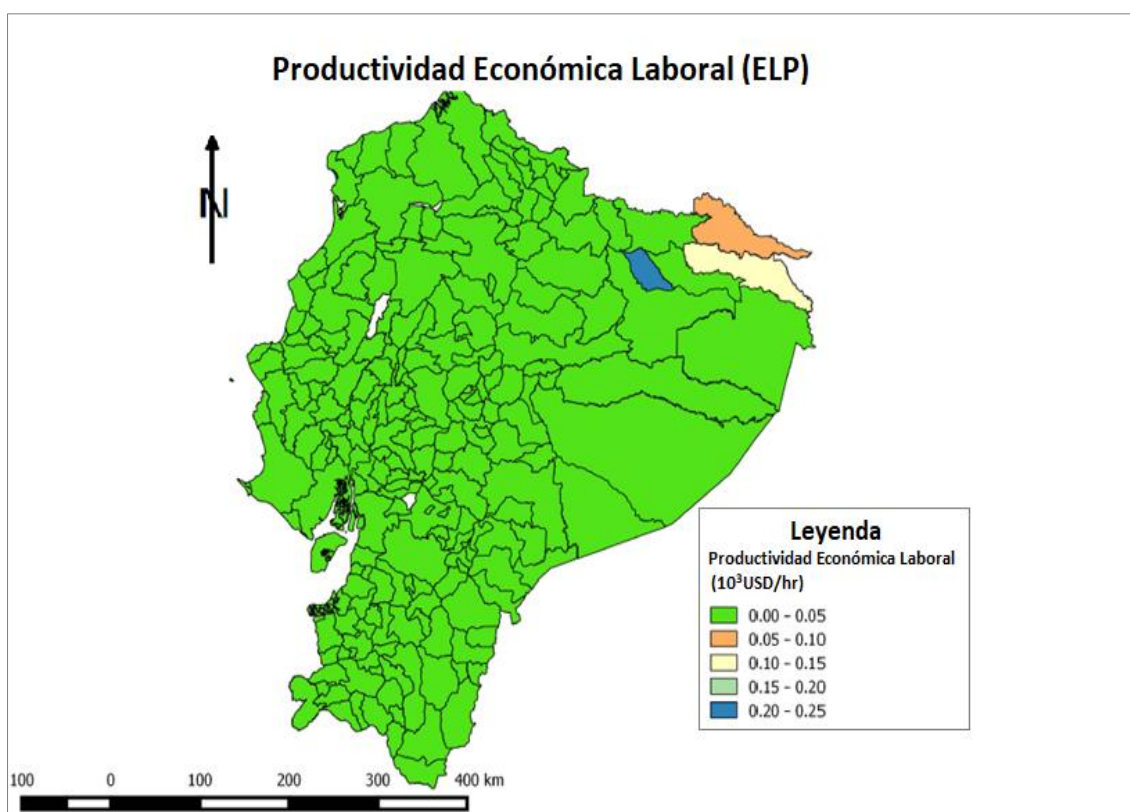 Productividad Económica Laboral (ELP)
N
Leyenda
Productividad Económica Laboral
(10³USD/hr)
0.00 - 0.05
0.05 - 0.10
0.10 - 0.15
0.15 - 0.20
0.20 - 0.25
100 0 100 200 300 400 km